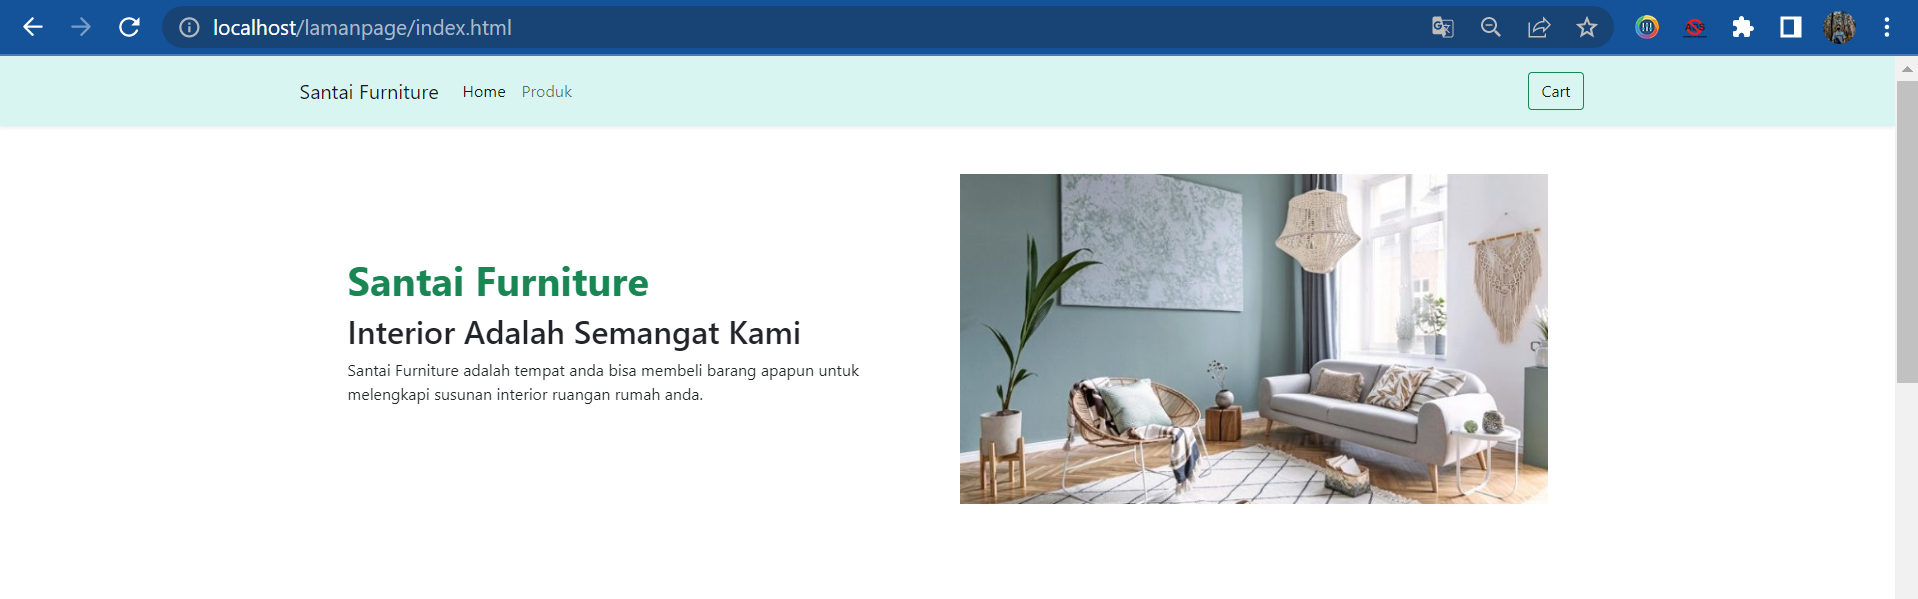 localhost/lamanpage/index.html
Santai Furniture Home Produk Cart
Santai Furniture
Interior Adalah Semangat Kami
Santai Furniture adalah tempat anda bisa membeli barang apapun untuk
melengkapi susunan interior ruangan rumah anda.